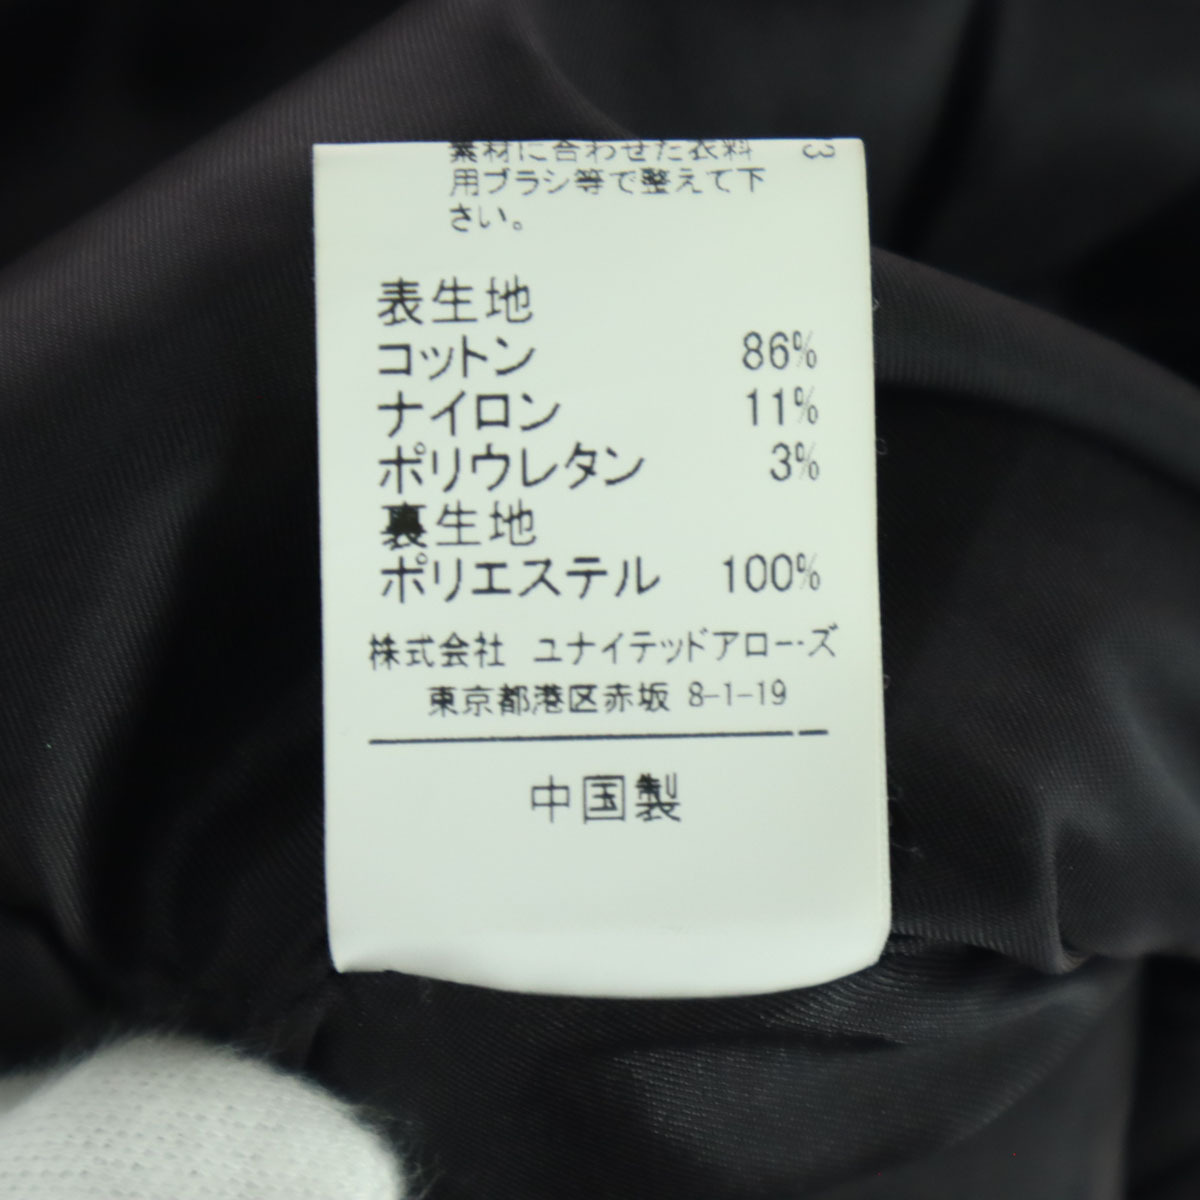 素材に合わせた衣料
用ブラシ等で整えて下
さい。
3
表生地
コットン 86%
ナイロン 11%
ポリウレタン 3%
裏生地
ポリエステル 100%
株式会社 ユナイテッドアローズ
東京都港区赤坂 8-1-19
中国製